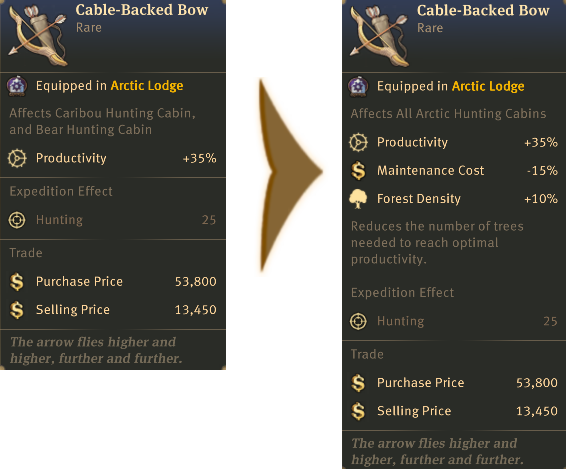 Cable-Backed Bow
Rare
Equipped in Arctic Lodge
Affects Caribou Hunting Cabin,
and Bear Hunting Cabin
Productivity +35%
Expedition Effect
Hunting 25
Trade
Purchase Price 53,800
Selling Price 13,450
The arrow flies higher and
higher, further and further.
Cable-Backed Bow
Rare
Equipped in Arctic Lodge
Affects All Arctic Hunting Cabins
Productivity +35%
Maintenance Cost -15%
Forest Density +10%
Reduces the number of trees
needed to reach optimal
productivity.
Expedition Effect
Hunting 25
Trade
Purchase Price 53,800
Selling Price 13,450
The arrow flies higher and
higher, further and further.